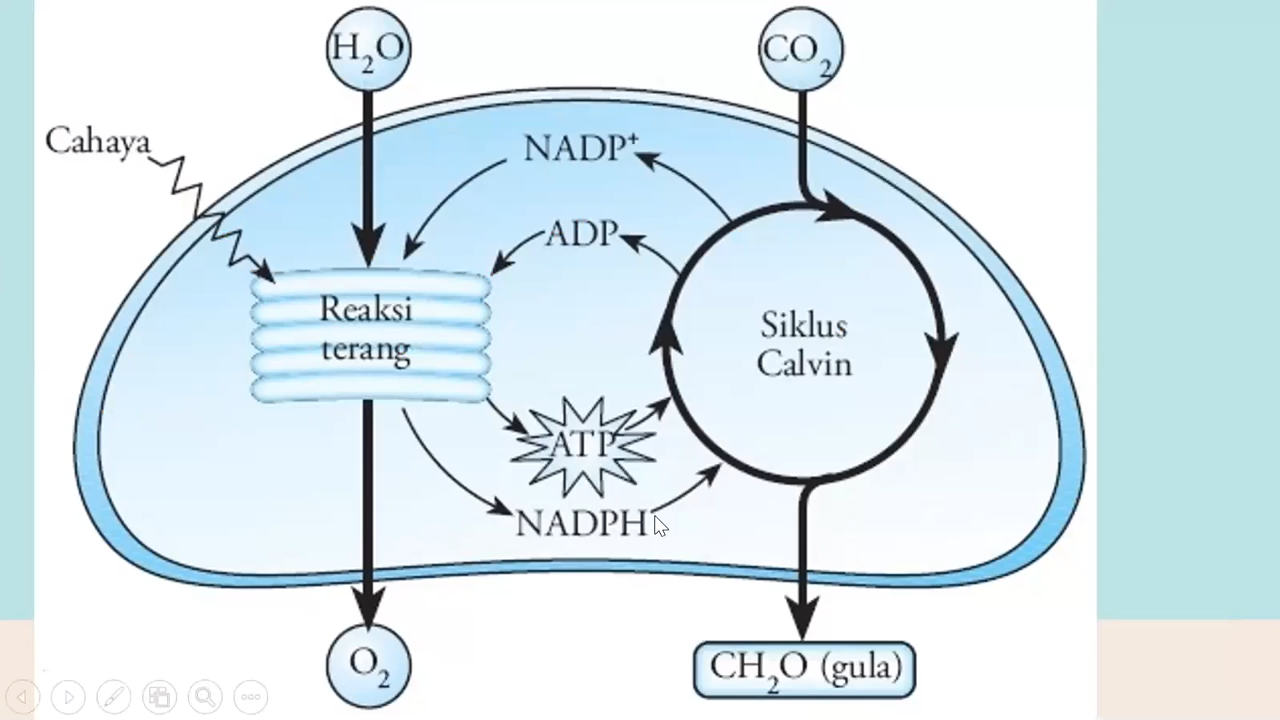 H₂O
CO₂
Cahaya
NADP⁺
ADP
Reaksi
terang
Siklus
Calvin
ATP
NADPH
O₂
CH₂O (gula)